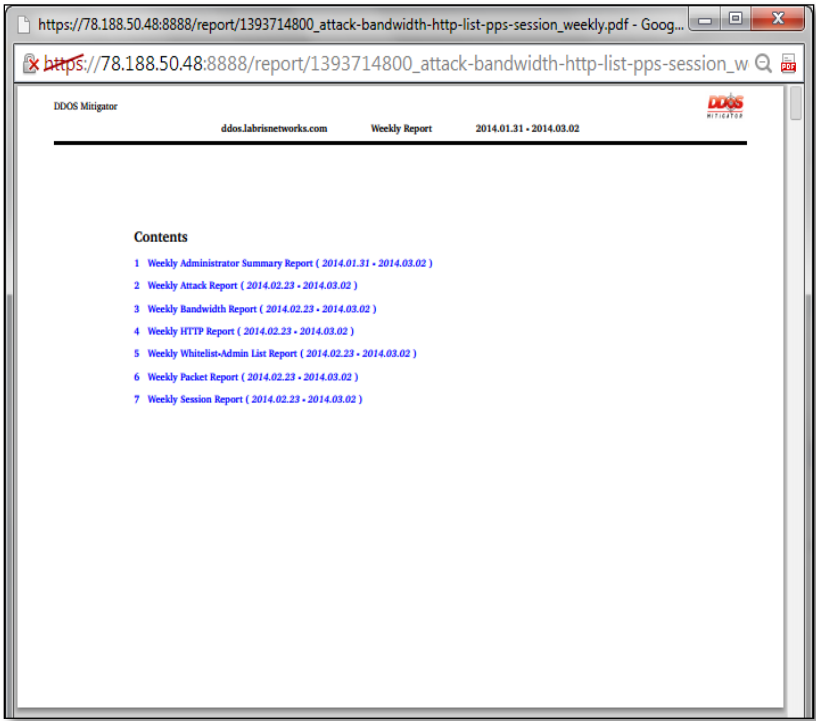 https://78.188.50.48:8888/report/1393714800_attack-bandwidth-http-list-pps-session_weekly.pdf - Goog...
https://78.188.50.48:8888/report/1393714800_attack-bandwidth-http-list-pps-session_w
PDF
DDOS Mitigator
DDoS
MITIGATOR
ddos.labrisnetworks.com Weekly Report 2014.01.31 - 2014.03.02
Contents
1 Weekly Administrator Summary Report ( 2014.01.31 - 2014.03.02 )
2 Weekly Attack Report ( 2014.02.23 - 2014.03.02 )
3 Weekly Bandwidth Report ( 2014.02.23 - 2014.03.02 )
4 Weekly HTTP Report ( 2014.02.23 - 2014.03.02 )
5 Weekly Whitelist-Admin List Report ( 2014.02.23 - 2014.03.02 )
6 Weekly Packet Report ( 2014.02.23 - 2014.03.02 )
7 Weekly Session Report ( 2014.02.23 - 2014.03.02 )